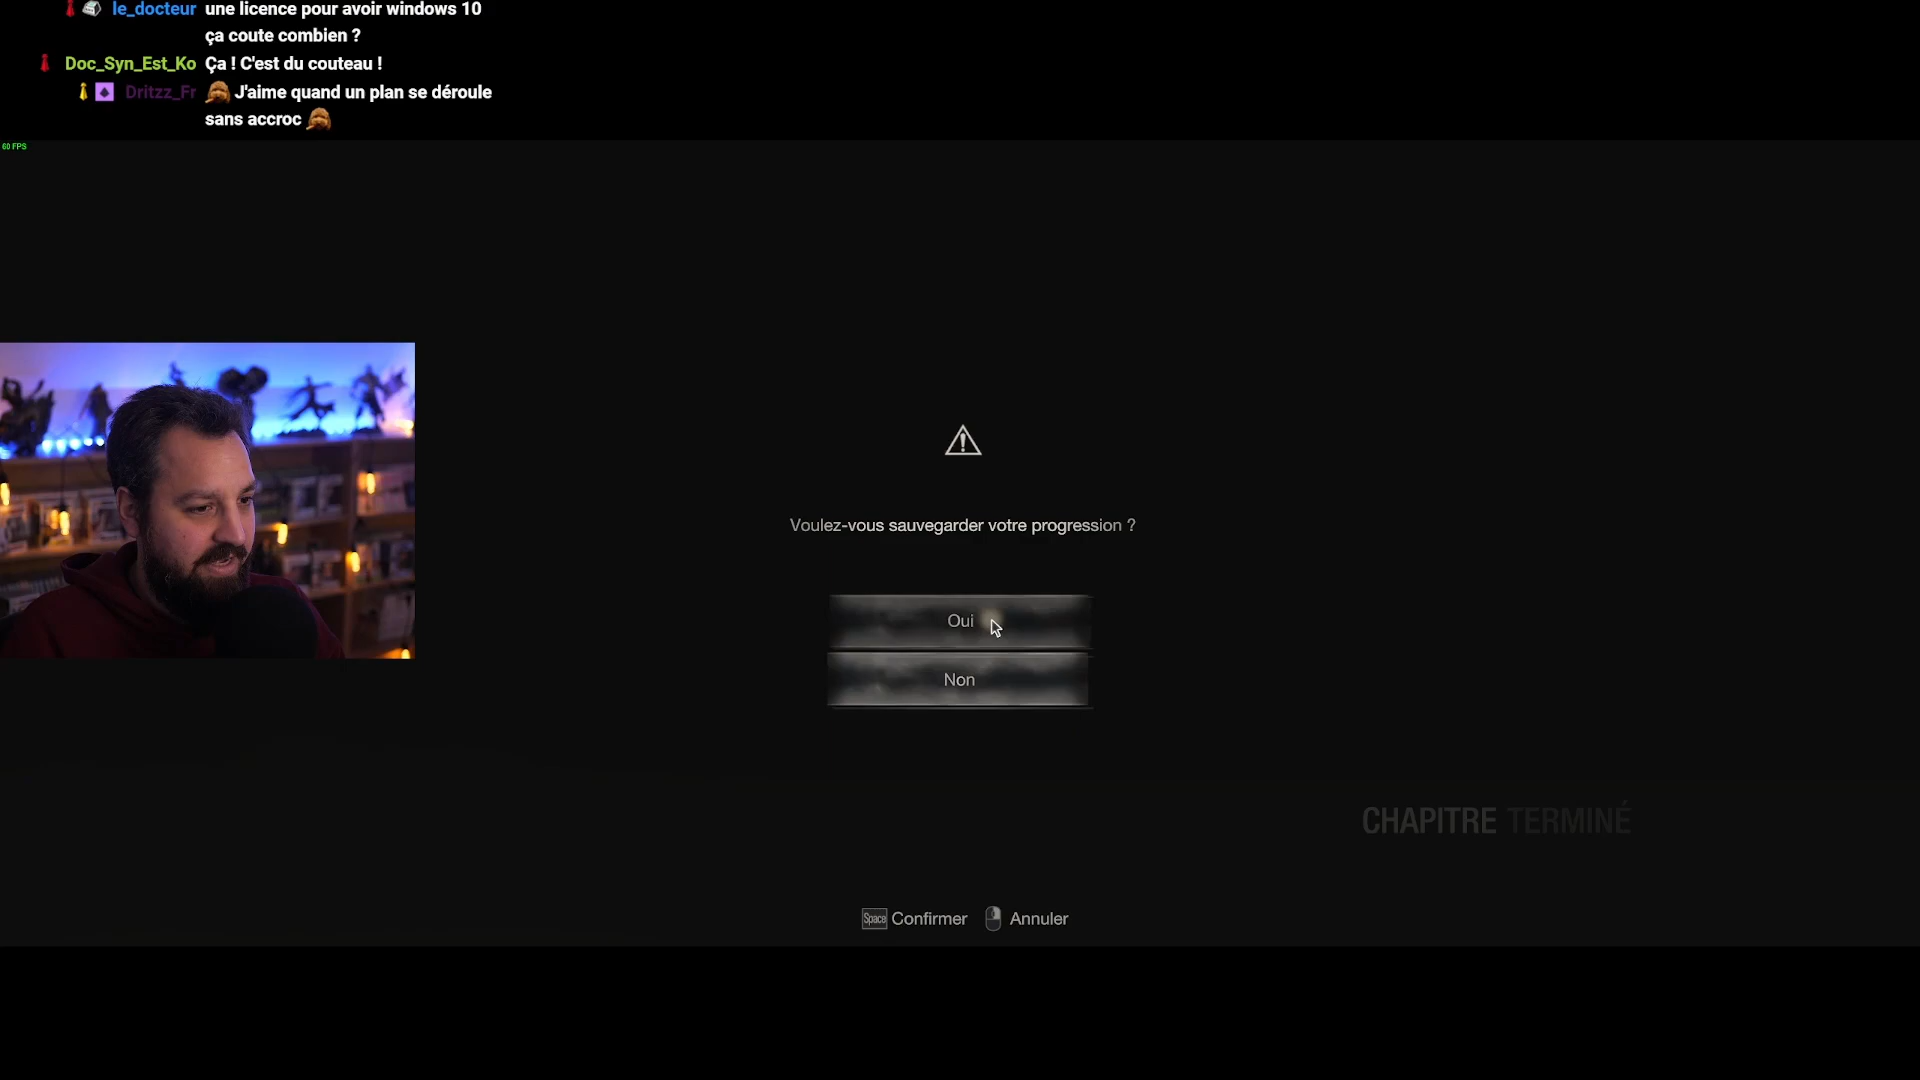 le_docteur une licence pour avoir windows 10
ça coute combien ?
Doc_Syn_Est_Ko Ça ! C'est du couteau !
Dritzz_Fr J'aime quand un plan se déroule
sans accroc
60 FPS
Voulez-vous sauvegarder votre progression ?
Oui
Non
CHAPITRE TERMINÉ
Space Confirmer Annuler